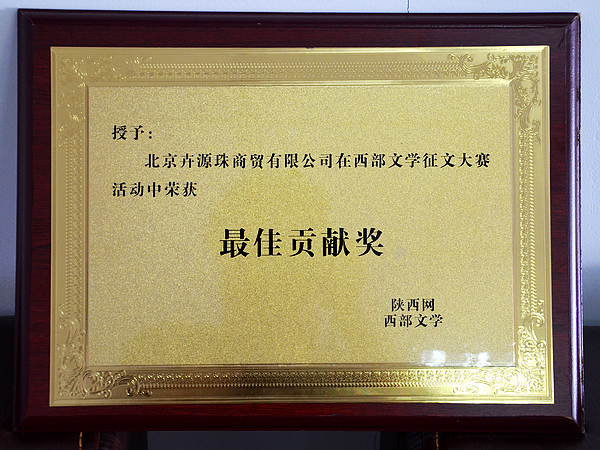 授予：
北京卉源珠商贸有限公司在西部文学征文大赛
活动中荣获
最佳贡献奖
陕西网
西部文学